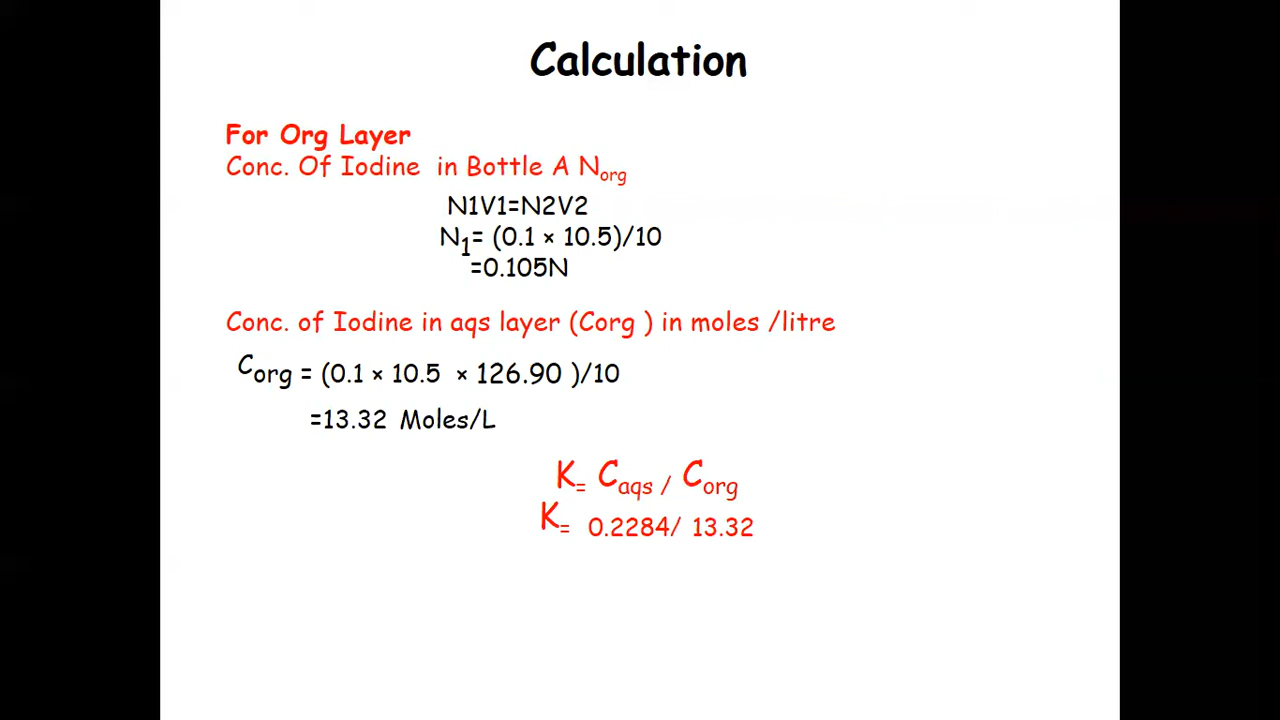 Calculation
For Org Layer
Conc. Of Iodine in Bottle A Norg
N1V1=N2V2
N1= (0.1 × 10.5)/10
=0.105N
Conc. of Iodine in aqs layer (Corg ) in moles /litre
Corg = (0.1 × 10.5 × 126.90 )/10
=13.32 Moles/L
K= Caqs / Corg
K= 0.2284/ 13.32